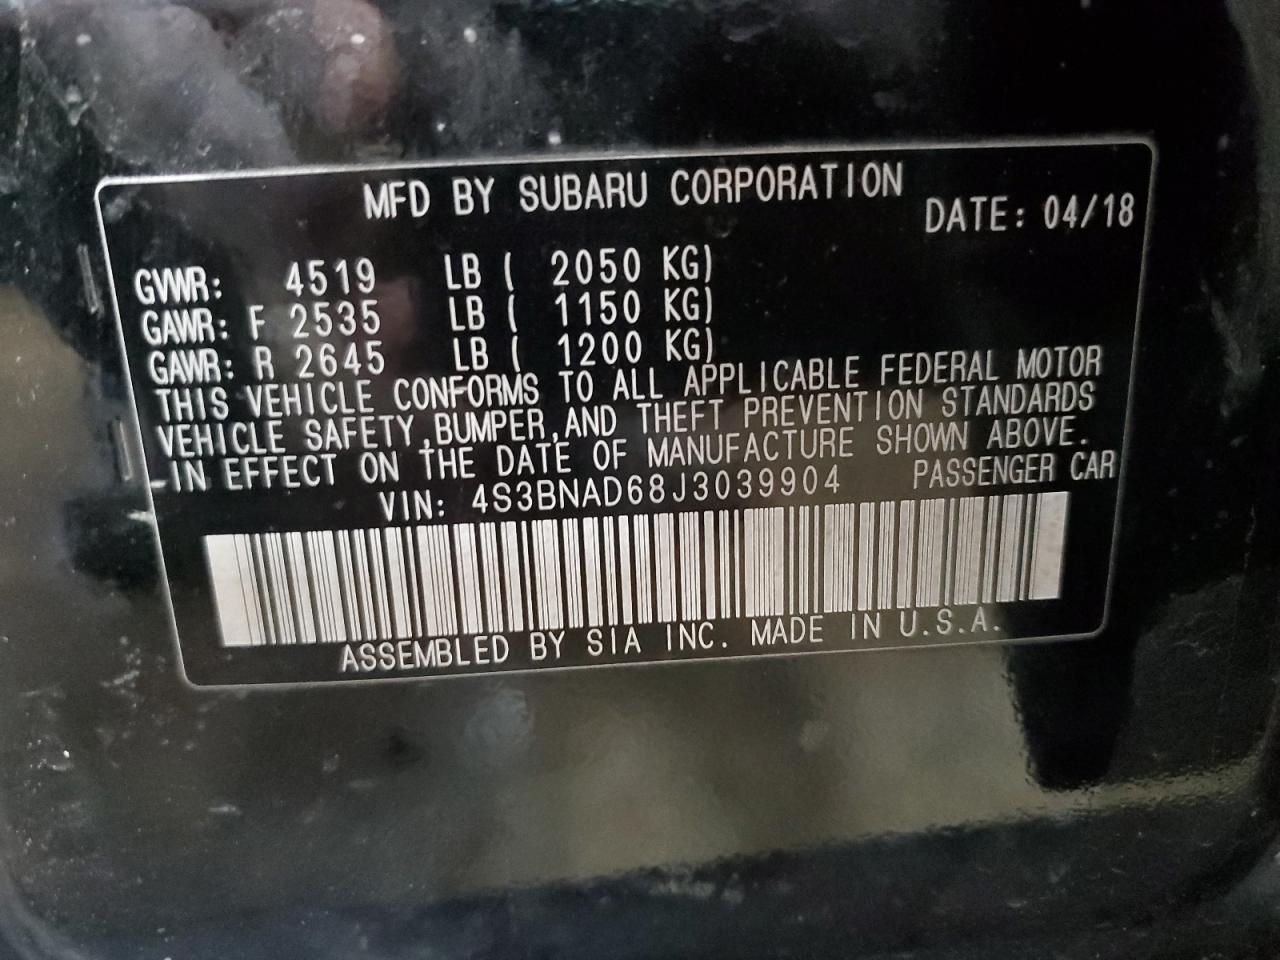 MFD BY SUBARU CORPORATION
DATE: 04/18
GVWR: 4519 LB ( 2050 KG)
GAWR: F 2535 LB ( 1150 KG)
GAWR: R 2645 LB ( 1200 KG)
THIS VEHICLE CONFORMS TO ALL APPLICABLE FEDERAL MOTOR
VEHICLE SAFETY,BUMPER,AND THEFT PREVENTION STANDARDS
IN EFFECT ON THE DATE OF MANUFACTURE SHOWN ABOVE.
VIN: 4S3BNAD68J3039904 PASSENGER CAR
ASSEMBLED BY SIA INC. MADE IN U.S.A.